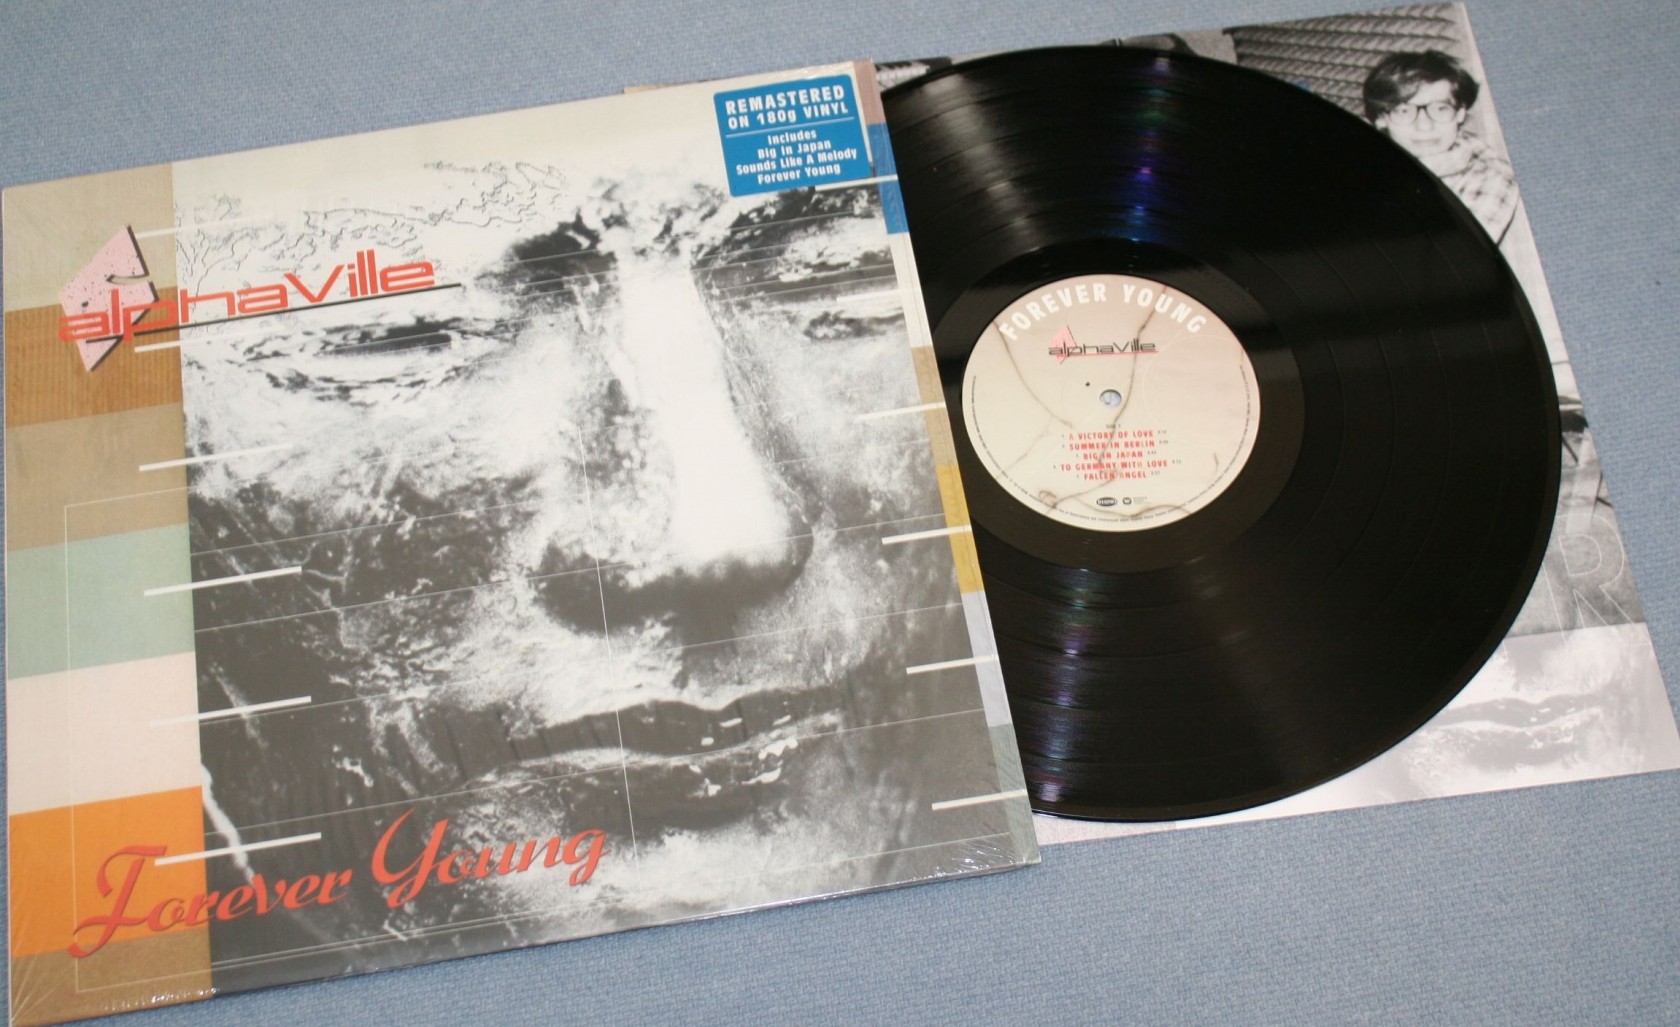 alphaville
Forever Young
REMASTERED
ON 180g VINYL
Includes
Big In Japan
Sounds Like A Melody
Forever Young
FOREVER YOUNG
alphaville
A VICTORY OF LOVE
SUMMER IN BERLIN
BIG IN JAPAN
TO GERMANY WITH LOVE
FALLEN ANGEL